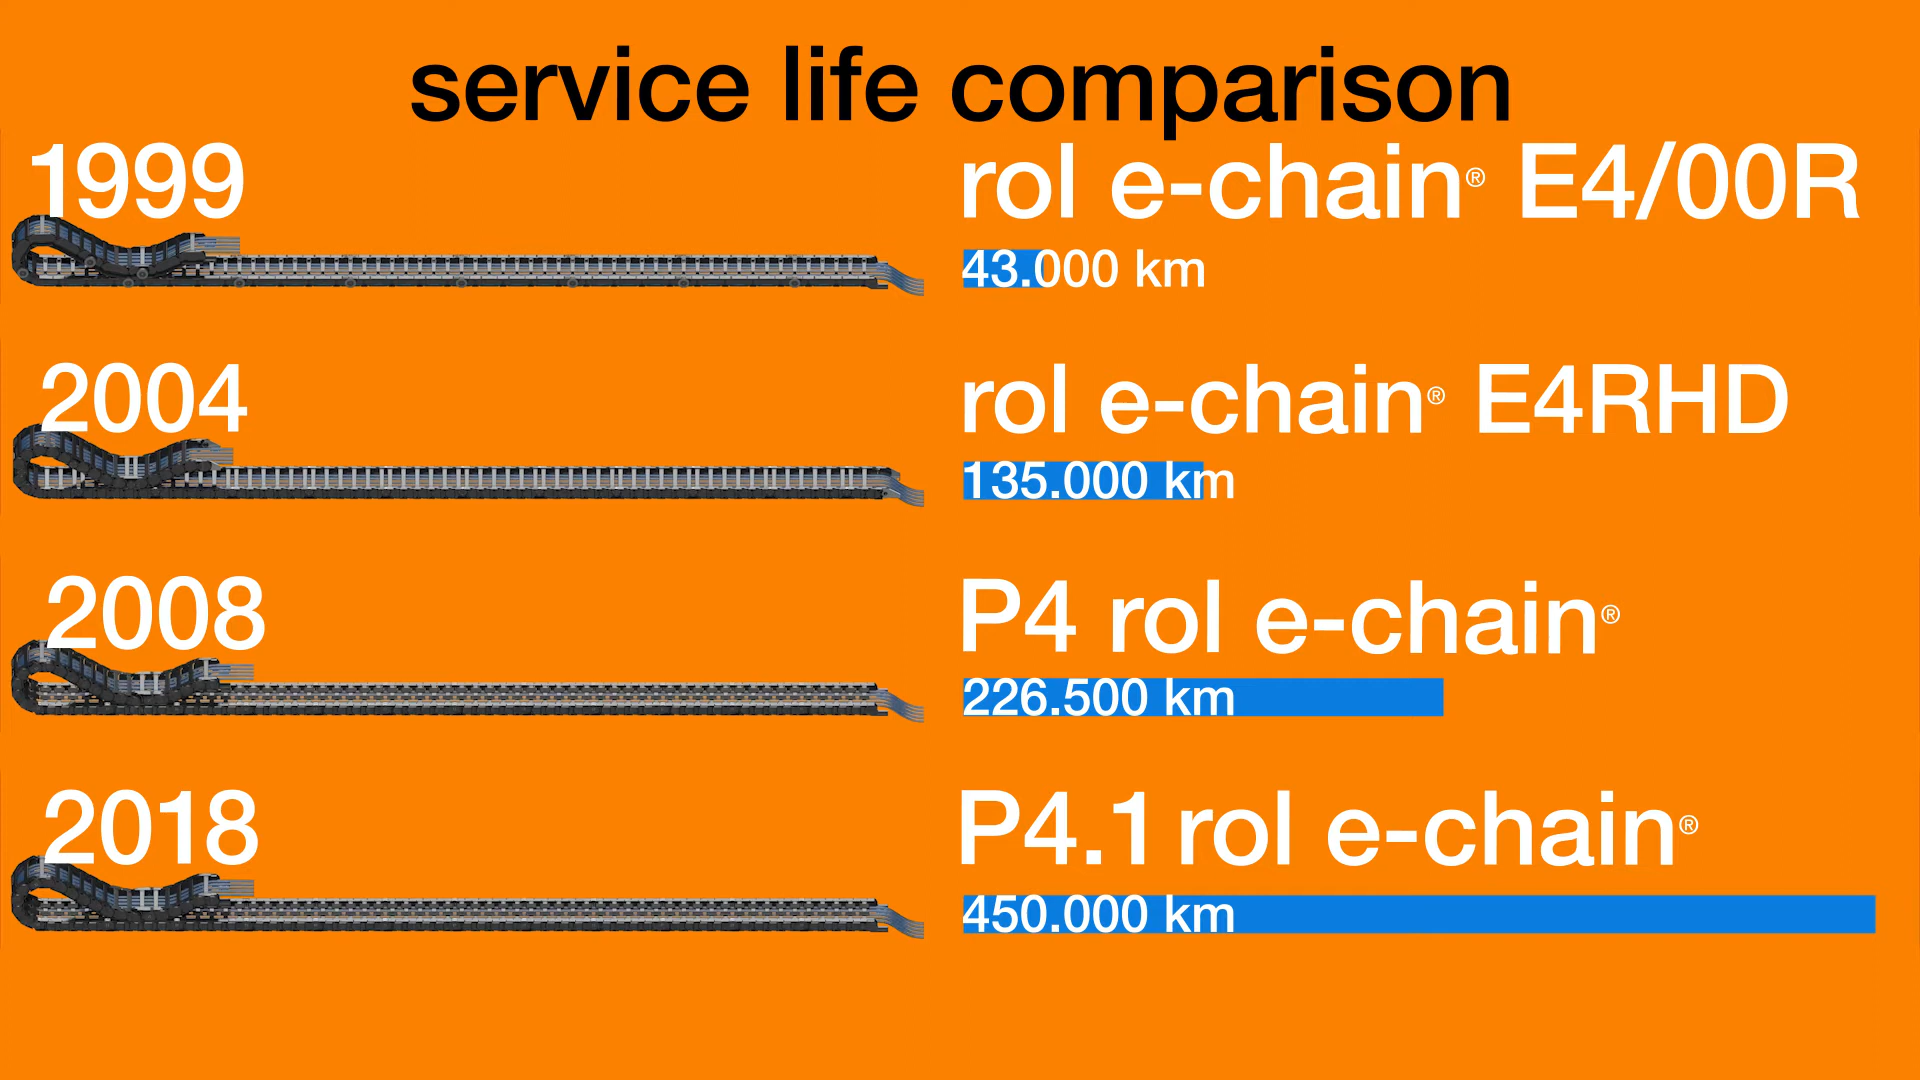 service life comparison
1999
rol e-chain® E4/00R
43.000 km
2004
rol e-chain® E4RHD
135.000 km
2008
P4 rol e-chain®
226.500 km
2018
P4.1 rol e-chain®
450.000 km